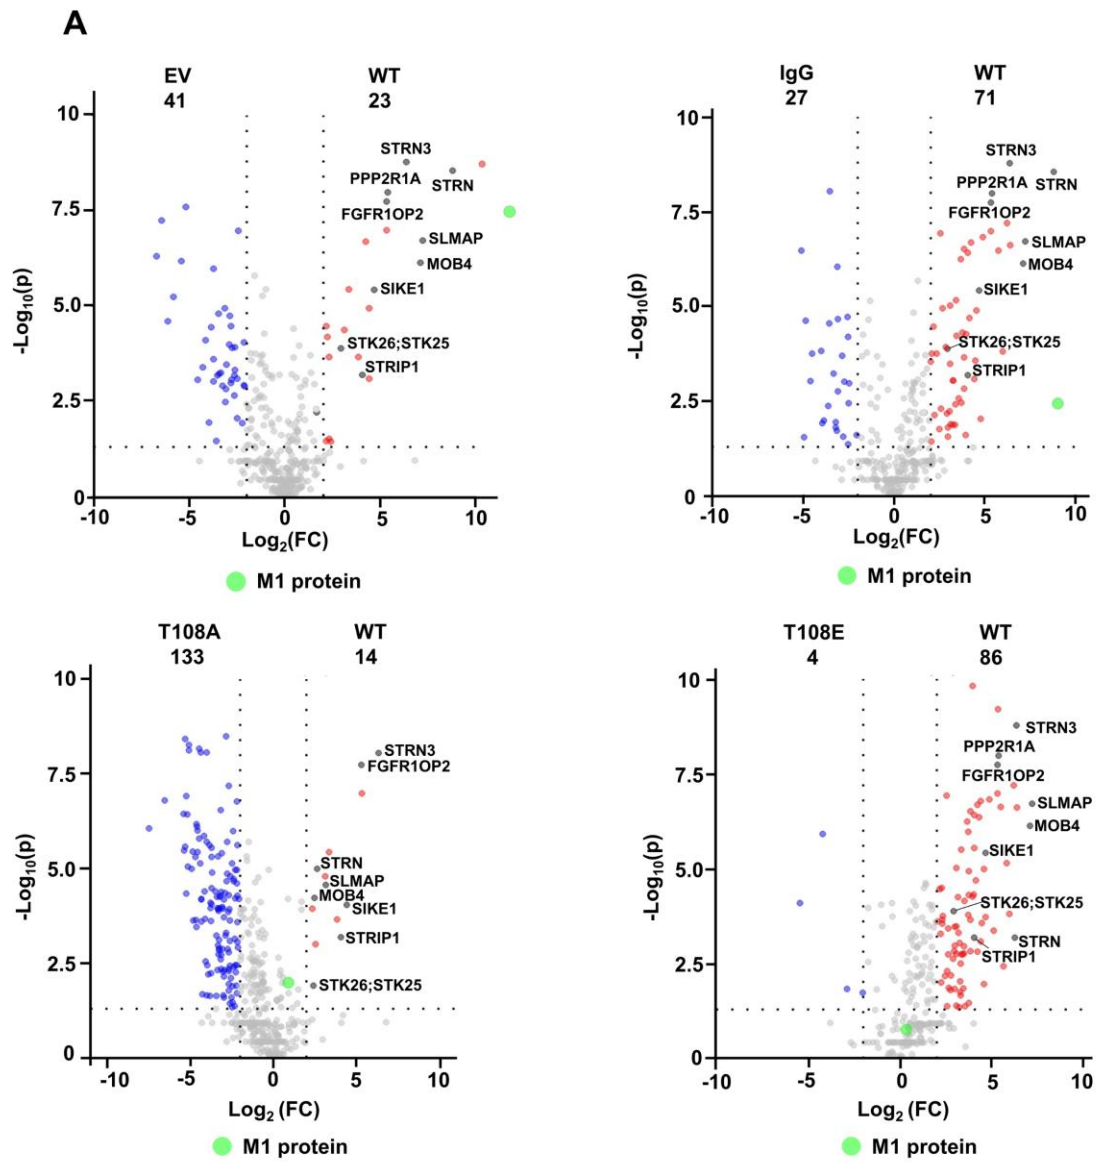 A
EV WT
41 23
10
7.5
5.0
2.5
0
-Log10(p)
STRN3
PPP2R1A
STRN
FGFR1OP2
SLMAP
MOB4
SIKE1
STK26;STK25
STRIP1
-10 -5 0 5 10
Log2(FC)
M1 protein
IgG WT
27 71
10
7.5
5.0
2.5
0
-Log10(p)
STRN3
PPP2R1A STRN
FGFR1OP2
SLMAP
MOB4
SIKE1
STK26;STK25
STRIP1
-10 -5 0 5 10
Log2(FC)
M1 protein
T108A WT
133 14
10
7.5
5.0
2.5
0
-Log10(p)
STRN3
FGFR1OP2
STRN
SLMAP
MOB4
SIKE1
STRIP1
STK26;STK25
-10 -5 0 5 10
Log2 (FC)
M1 protein
T108E WT
4 86
10
7.5
5.0
2.5
0
-Log10(p)
STRN3
PPP2R1A
FGFR1OP2
SLMAP
MOB4
SIKE1
STK26;STK25
STRN
STRIP1
-10 -5 0 5 10
Log2 (FC)
M1 protein